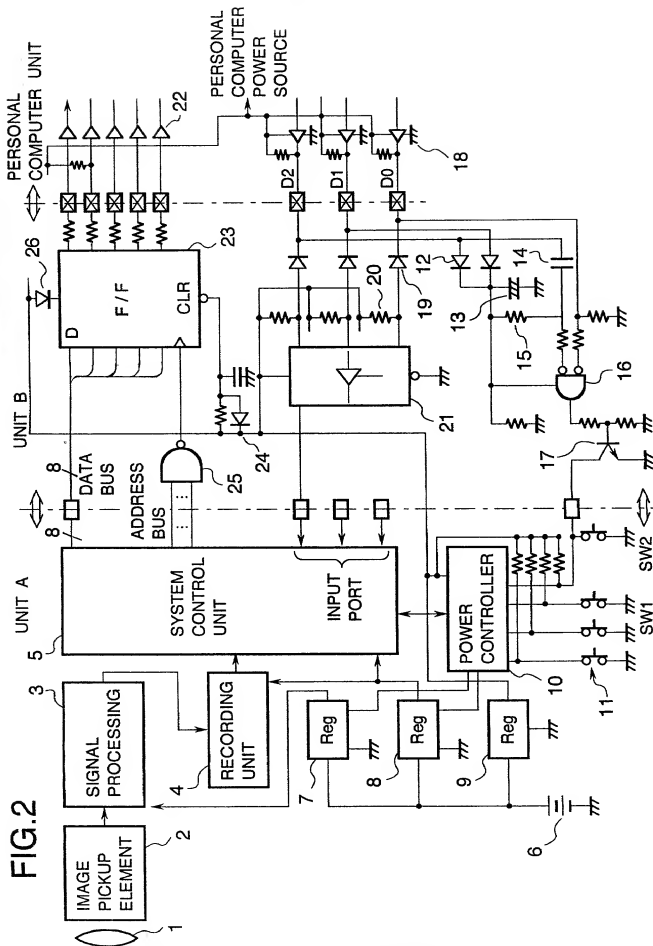 FIG.2
UNIT A
UNIT B
PERSONAL
COMPUTER UNIT
1
2
IMAGE
PICKUP
ELEMENT
3
SIGNAL
PROCESSING
4
RECORDING
UNIT
5
SYSTEM
CONTROL
UNIT
INPUT
PORT
8
8
DATA
BUS
ADDRESS
BUS
25
D
F/F
CLR
23
26
22
24
PERSONAL
COMPUTER
POWER
SOURCE
D2
D1
D0
18
19
20
21
12
13
14
15
16
17
6
7
Reg
8
Reg
9
Reg
POWER
CONTROLLER
10
11
SW1
SW2